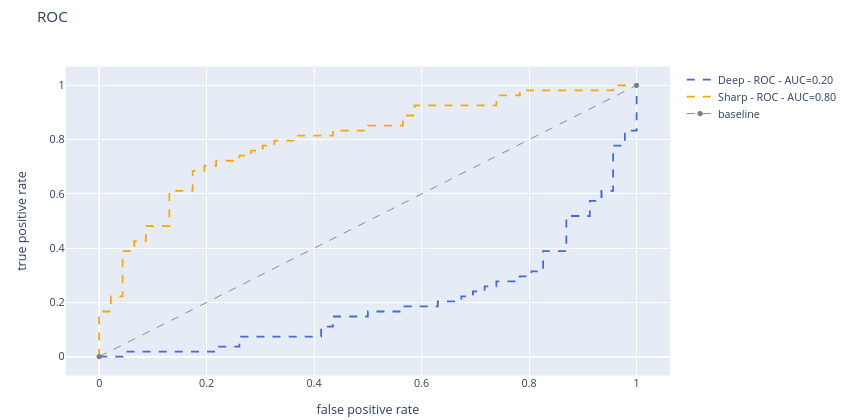 ROC
Deep - ROC - AUC=0.20
Sharp - ROC - AUC=0.80
baseline
true positive rate
1
0.8
0.6
0.4
0.2
0
0 0.2 0.4 0.6 0.8 1
false positive rate